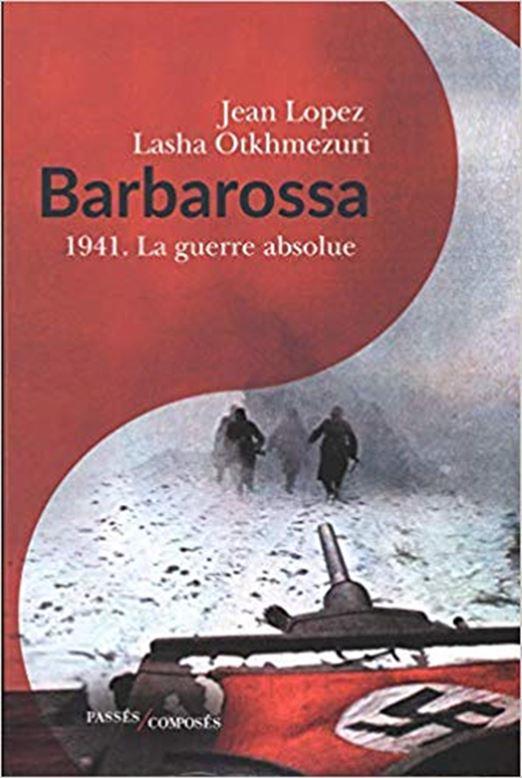 Jean Lopez
Lasha Otkhmezuri
Barbarossa
1941. La guerre absolue
PASSÉS/COMPOSÉS